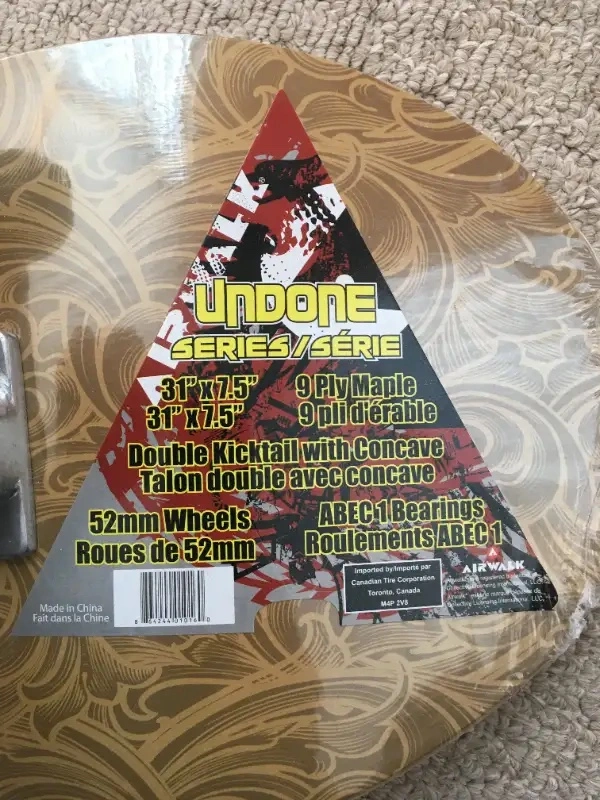 AIRWALK
UNDONE
SERIES/SÉRIE
31" x 7.5" 9 Ply Maple
31" x 7.5" 9 pli d'érable
Double Kicktail with Concave
Talon double avec concave
52mm Wheels ABEC 1 Bearings
Roues de 52mm Roulements ABEC 1
Imported by/Importé par
Canadian Tire Corporation
Toronto, Canada
M4P 2V8
AIRWALK
Made in China
Fait dans la Chine